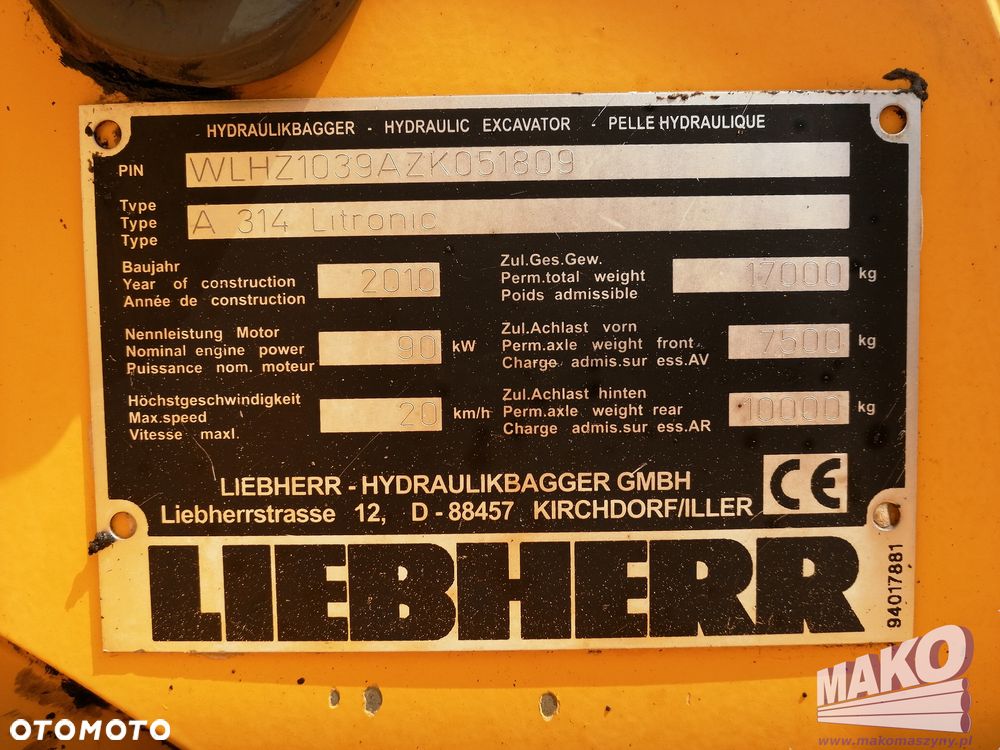 HYDRAULIKBAGGER - HYDRAULIC EXCAVATOR - PELLE HYDRAULIQUE
PIN WLHZ1039AZK051809
Type
Type A 314 Litronic
Type
Baujahr
Year of construction 2010
Année de construction
Zul.Ges.Gew.
Perm.total weight 17000 kg
Poids admissible
Nennleistung Motor
Nominal engine power 90 kW
Puissance nom. moteur
Zul.Achlast vorn
Perm.axle weight front 7500 kg
Charge admis.sur ess.AV
Höchstgeschwindigkeit
Max.speed 20 km/h
Vitesse maxl.
Zul.Achlast hinten
Perm.axle weight rear 10000 kg
Charge admis.sur ess.AR
LIEBHERR - HYDRAULIKBAGGER GMBH
Liebherrstrasse 12, D - 88457 KIRCHDORF/ILLER
CE
LIEBHERR
94017881
MAKO
www.makomaszyny.pl
OTOMOTO